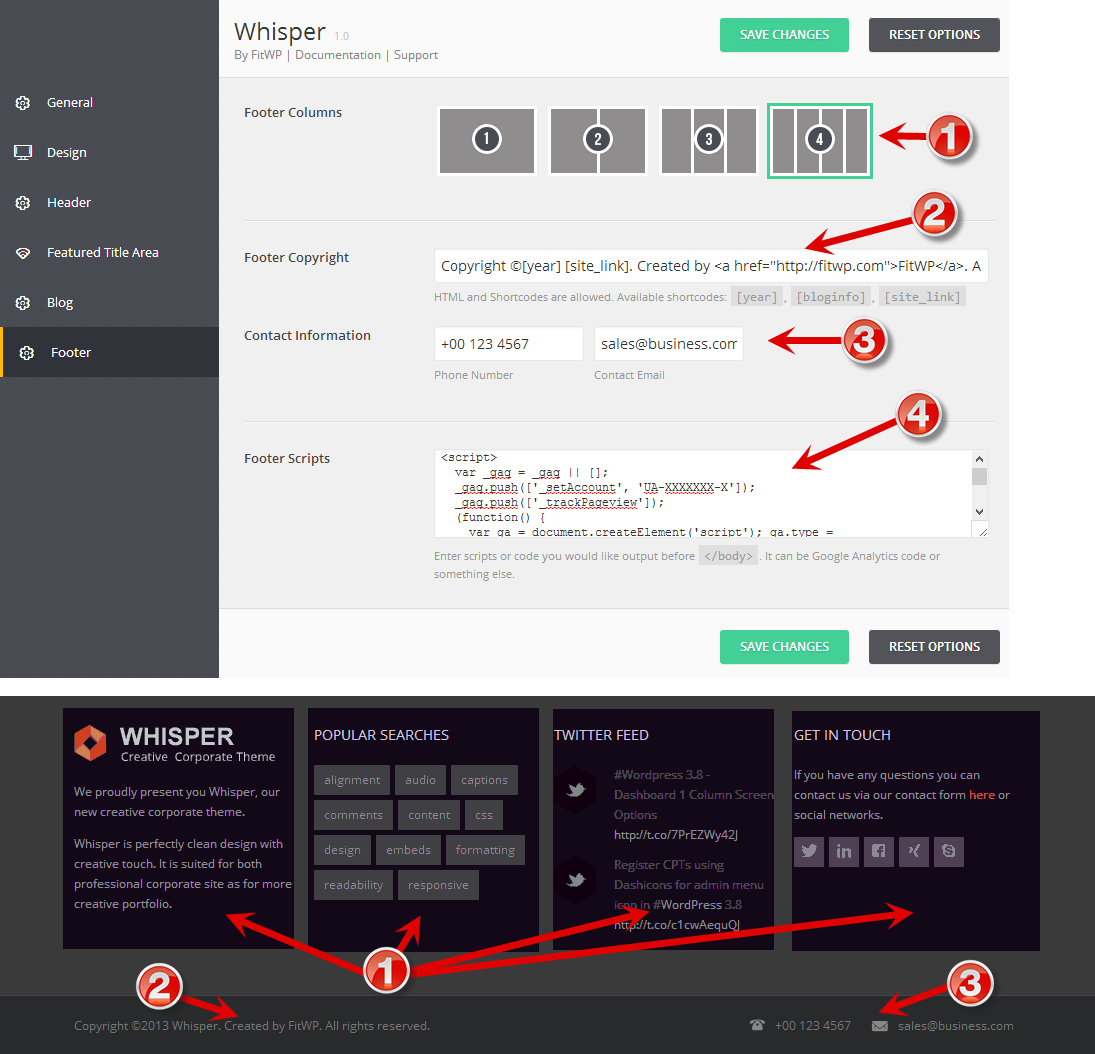 Whisper 1.0
SAVE CHANGES
RESET OPTIONS
By FitWP | Documentation | Support
General
Design
Header
Featured Title Area
Blog
Footer
Footer Columns
1
2
3
4
1
2
Footer Copyright
Copyright ©[year] [site_link]. Created by <a href="http://fitwp.com">FitWP</a>. A
HTML and Shortcodes are allowed. Available shortcodes: [year] , [bloginfo] , [site_link]
Contact Information
+00 123 4567
sales@business.com
3
Phone Number
Contact Email
4
Footer Scripts
<script>
var _gaq = _gaq || [];
_gaq.push(['_setAccount', 'UA-XXXXXXX-X']);
_gaq.push(['_trackPageview']);
(function() {
var ga = document.createElement('script'); ga.type =
Enter scripts or code you would like output before </body> . It can be Google Analytics code or
something else.
SAVE CHANGES
RESET OPTIONS
WHISPER
Creative Corporate Theme
We proudly present you Whisper, our
new creative corporate theme.
Whisper is perfectly clean design with
creative touch. It is suited for both
professional corporate site as for more
creative portfolio.
POPULAR SEARCHES
alignment audio captions
comments content css
design embeds formatting
readability responsive
TWITTER FEED
#Wordpress 3.8 -
Dashboard 1 Column Screen
Options
http://t.co/7PrEZWy42J
Register CPTs using
Dashicons for admin menu
icon in #WordPress 3.8
http://t.co/c1cwAequQJ
GET IN TOUCH
If you have any questions you can
contact us via our contact form here or
social networks.
1
2
3
Copyright ©2013 Whisper. Created by FitWP. All rights reserved.
+00 123 4567
sales@business.com